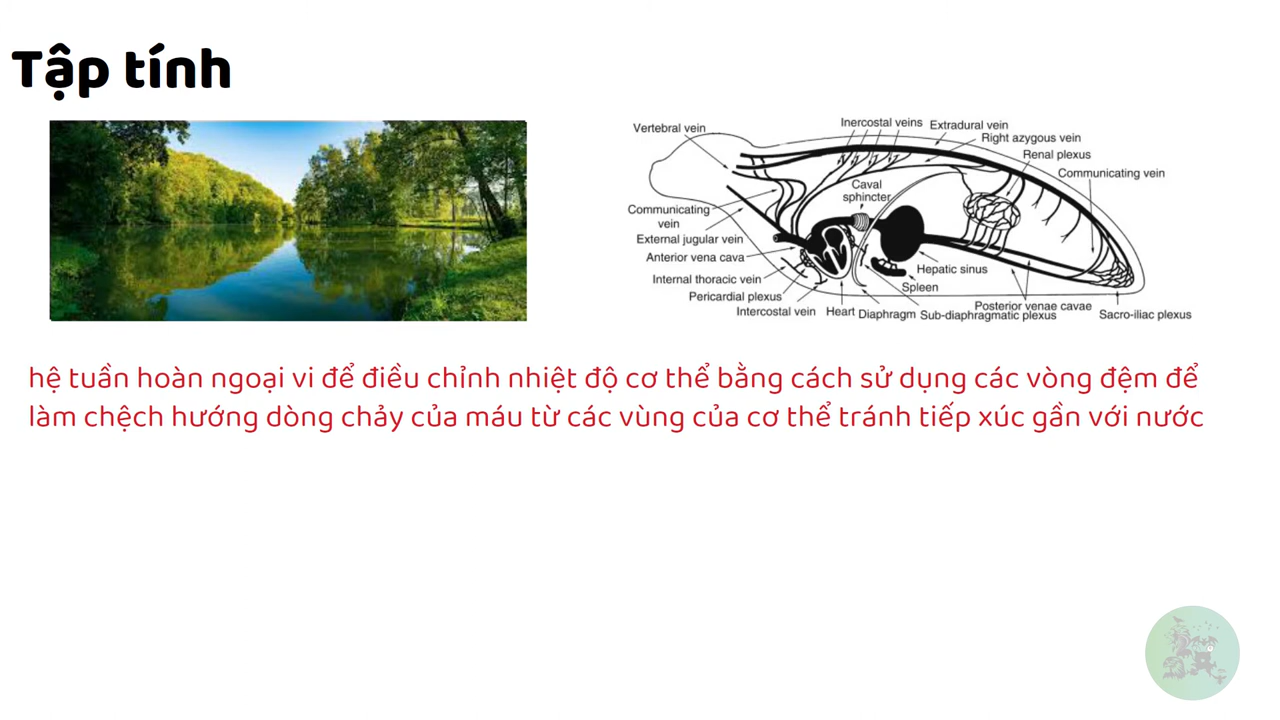 Tập tính
Vertebral vein
Inercostal veins
Extradural vein
Right azygous vein
Renal plexus
Communicating vein
Caval
sphincter
Communicating
vein
External jugular vein
Anterior vena cava
Internal thoracic vein
Pericardial plexus
Intercostal vein
Heart
Diaphragm
Sub-diaphragmatic plexus
Spleen
Hepatic sinus
Posterior venae cavae
Sacro-iliac plexus
hệ tuần hoàn ngoại vi để điều chỉnh nhiệt độ cơ thể bằng cách sử dụng các vòng đệm để
làm chệch hướng dòng chảy của máu từ các vùng của cơ thể tránh tiếp xúc gần với nước